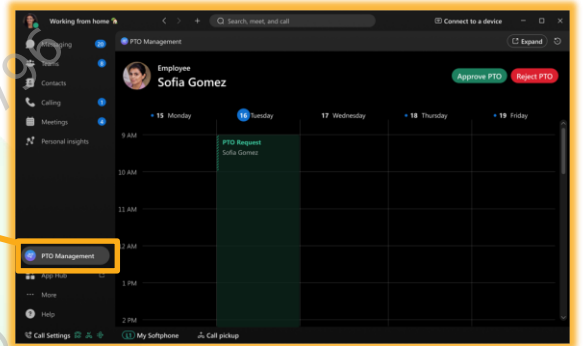 Working from home
Search, meet, and call
Connect to a device
Messaging
PTO Management
Expand
Teams
Contacts
Employee
Sofia Gomez
Approve PTO
Reject PTO
Calling
Meetings
Personal insights
15 Monday
16 Tuesday
17 Wednesday
18 Thursday
19 Friday
9 AM
PTO Request
Sofia Gomez
10 AM
11 AM
12 AM
1 PM
2 PM
PTO Management
App Hub
More
Help
Call Settings
L1 My Softphone
Call pickup